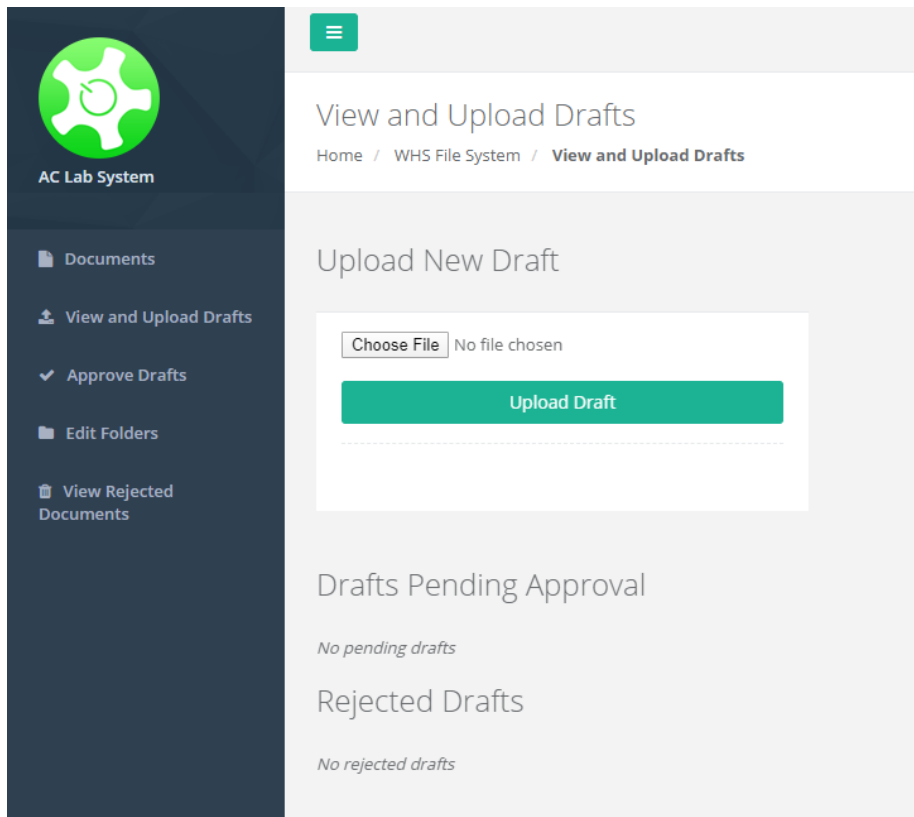 AC Lab System
Documents
View and Upload Drafts
Approve Drafts
Edit Folders
View Rejected
Documents
View and Upload Drafts
Home / WHS File System / View and Upload Drafts
Upload New Draft
Choose File No file chosen
Upload Draft
Drafts Pending Approval
No pending drafts
Rejected Drafts
No rejected drafts